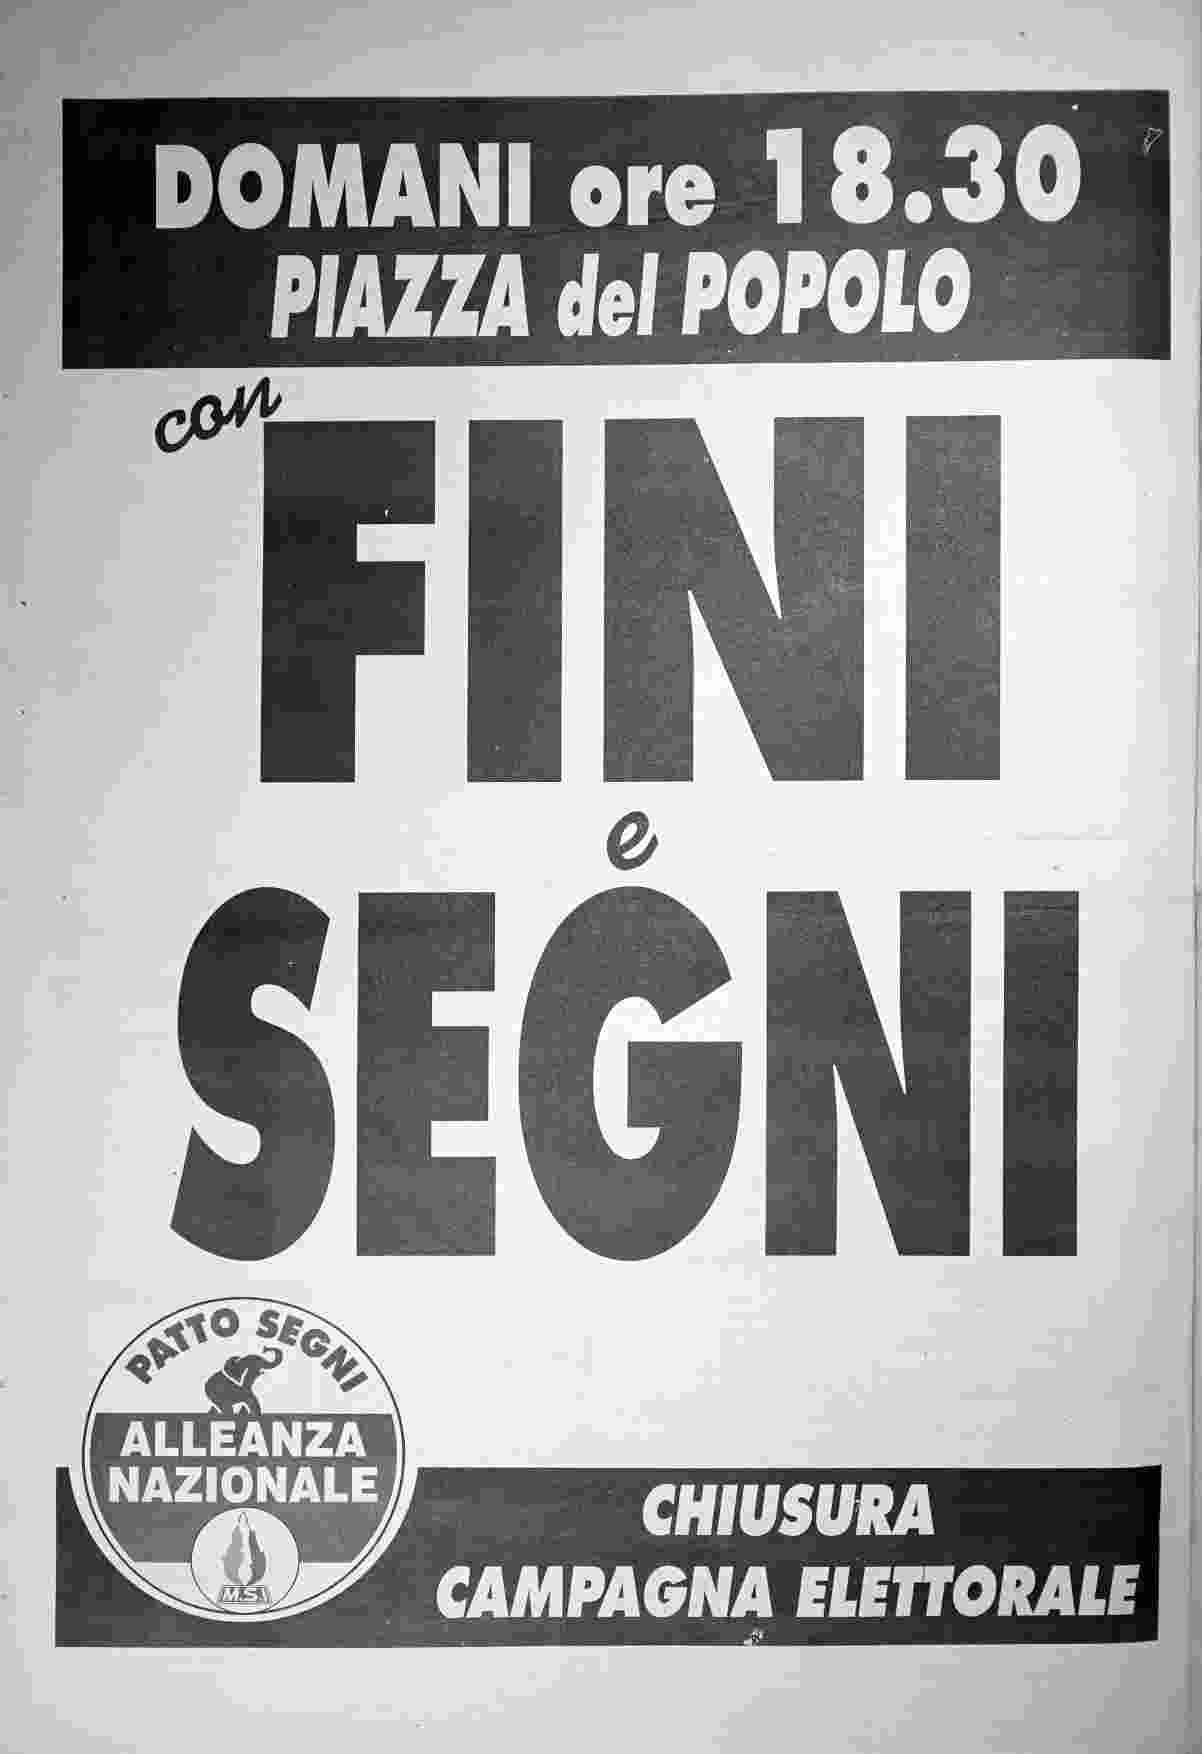 DOMANI ore 18.30
PIAZZA del POPOLO
con
FINI
e
SEGNI
PATTO SEGNI
ALLEANZA
NAZIONALE
M.S.I
CHIUSURA
CAMPAGNA ELETTORALE